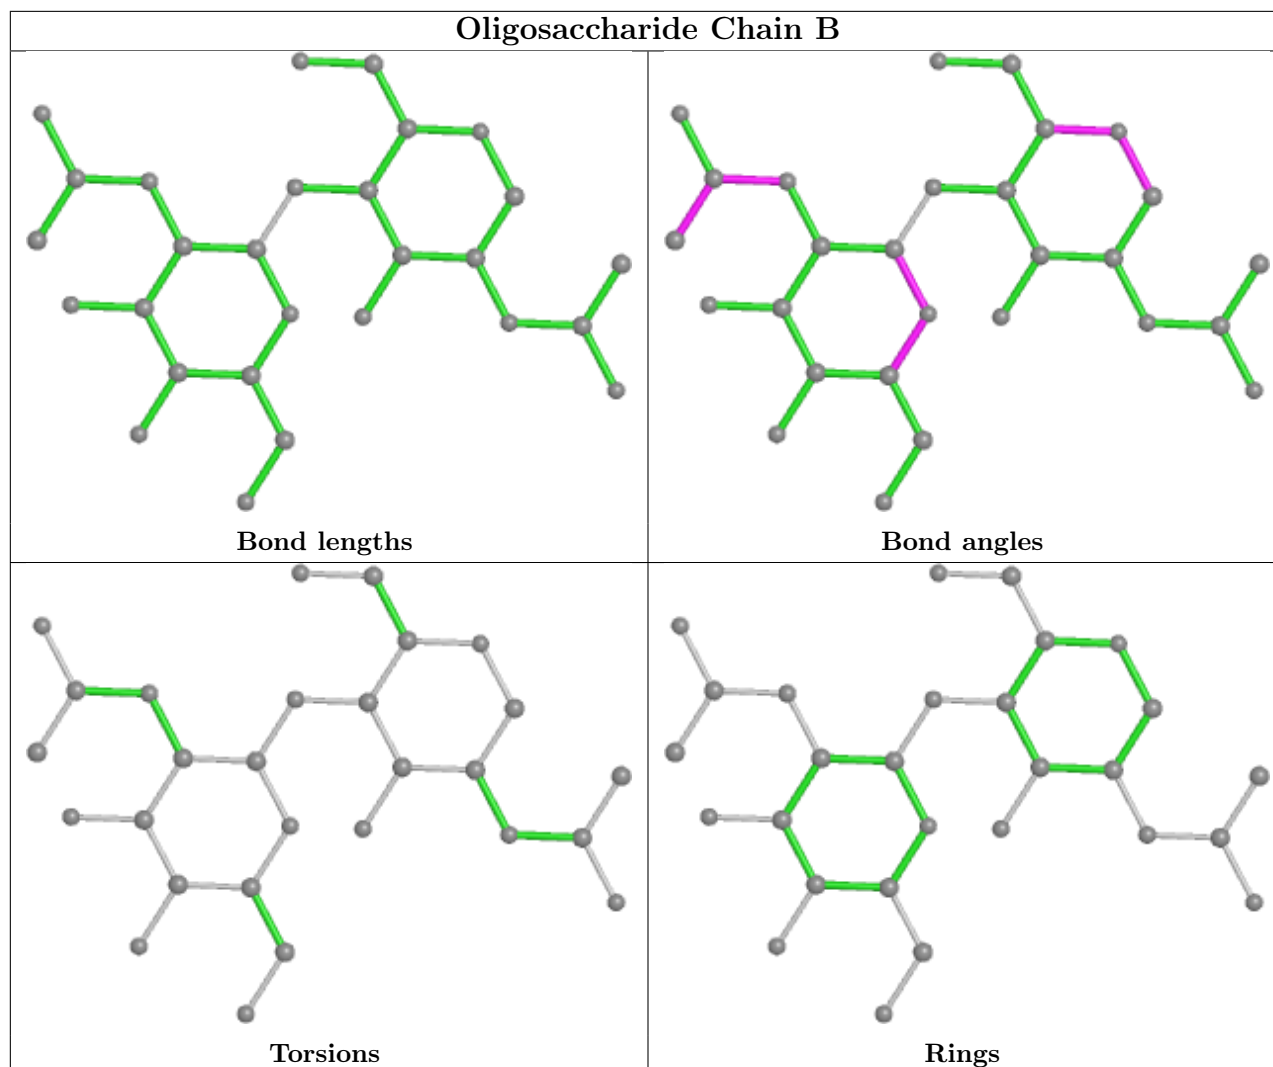 Oligosaccharide Chain B
Bond lengths
Bond angles
Torsions
Rings